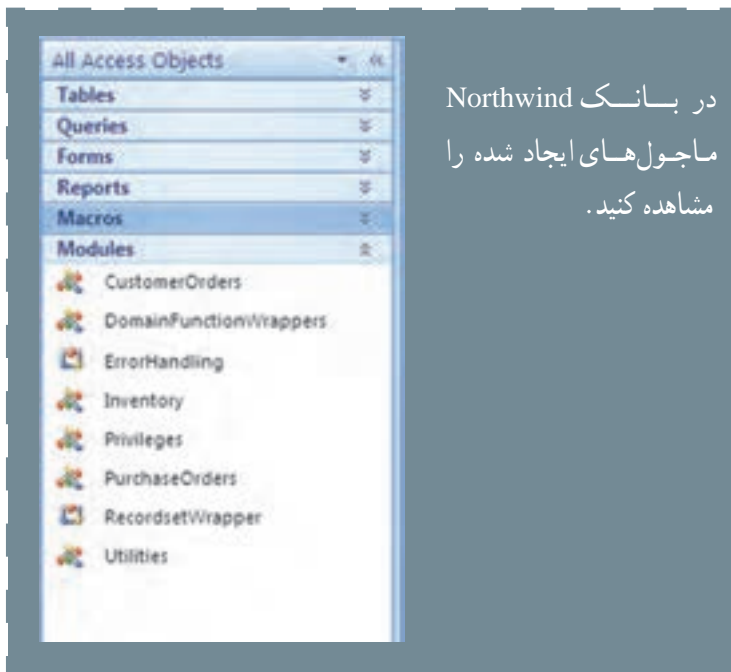 در بانک Northwind
ماجول‌های ایجاد شده را
مشاهده کنید.
All Access Objects
Tables
Queries
Forms
Reports
Macros
Modules
CustomerOrders
DomainFunctionWrappers
ErrorHandling
Inventory
Privileges
PurchaseOrders
RecordsetWrapper
Utilities